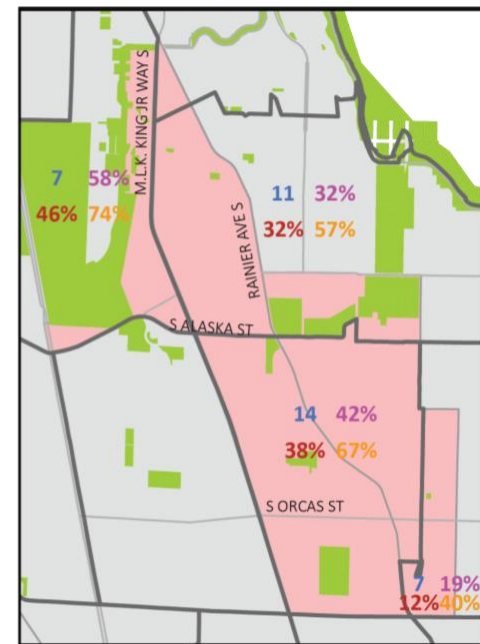 M.L.K. KING JR WAY S
7 58%
46% 74%
11 32%
32% 57%
RAINIER AVE S
S ALASKA ST
14 42%
38% 67%
S ORCAS ST
7 19%
12% 40%